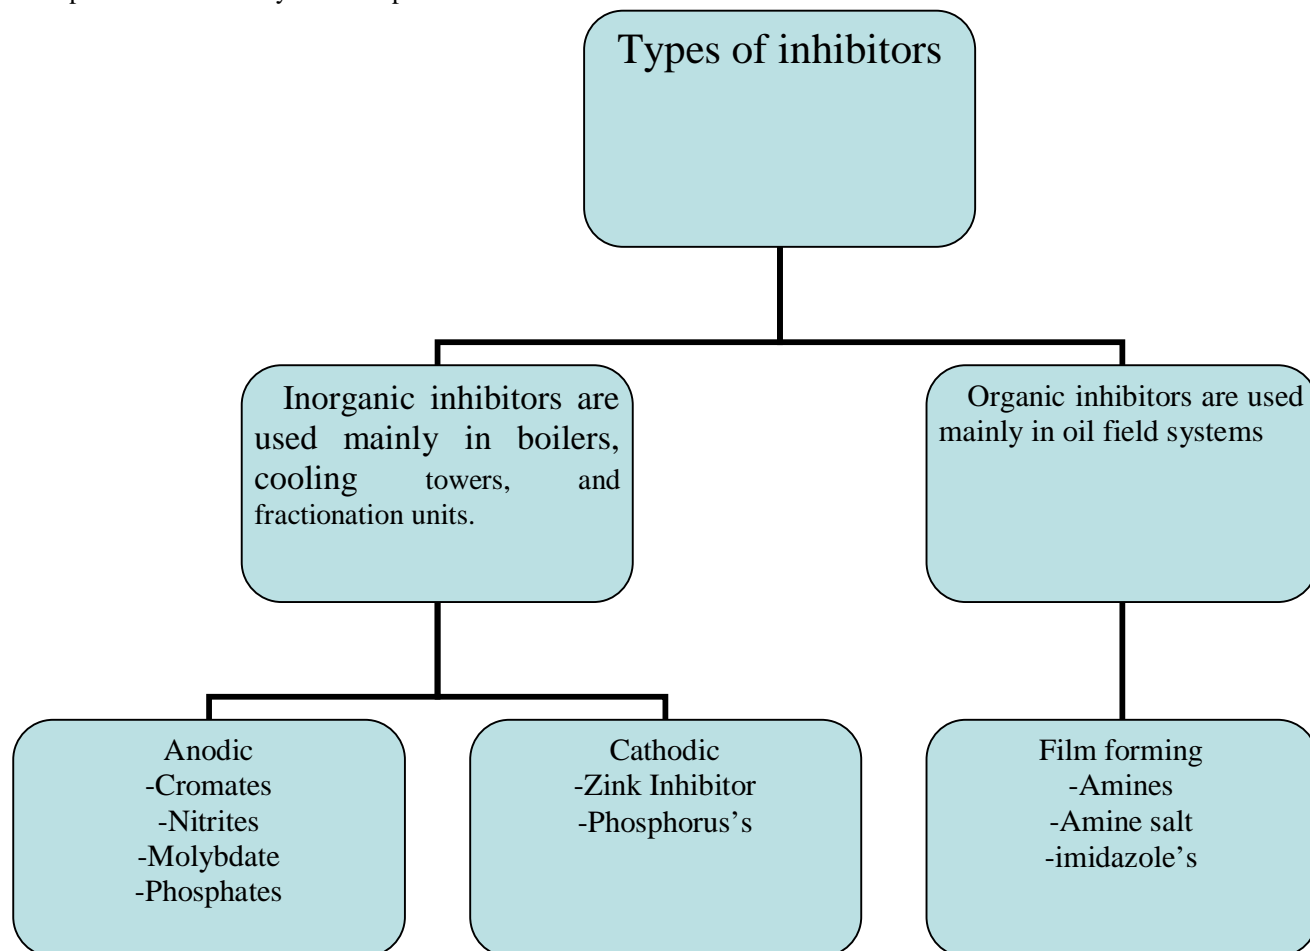 Types of inhibitors
Inorganic inhibitors are
used mainly in boilers,
cooling towers, and
fractionation units.
Organic inhibitors are used
mainly in oil field systems
Anodic
-Cromates
-Nitrites
-Molybdate
-Phosphates
Cathodic
-Zink Inhibitor
-Phosphorus’s
Film forming
-Amines
-Amine salt
-imidazole’s